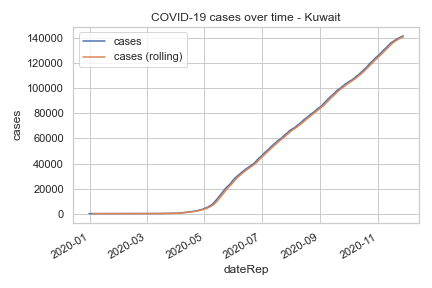 COVID-19 cases over time - Kuwait
cases
cases (rolling)
140000
120000
100000
80000
60000
40000
20000
0
cases
2020-01
2020-03
2020-05
2020-07
2020-09
2020-11
dateRep